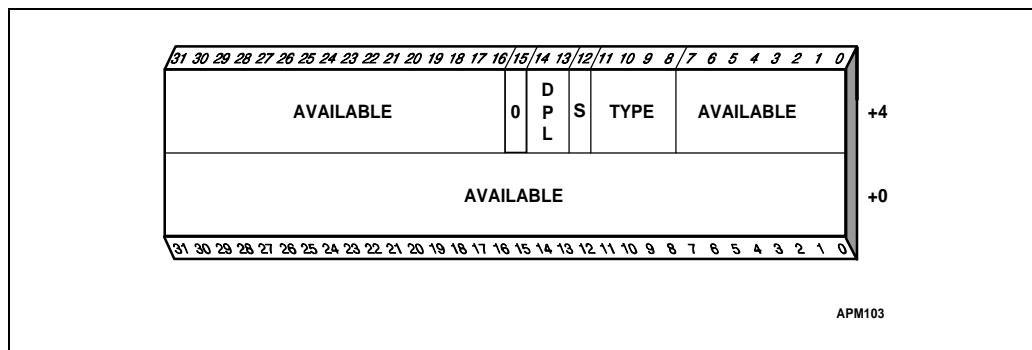 31 30 29 28 27 26 25 24 23 22 21 20 19 18 17 16 15 14 13 12 11 10 9 8 7 6 5 4 3 2 1 0
AVAILABLE 0 DPL S TYPE AVAILABLE +4
AVAILABLE +0
31 30 29 28 27 26 25 24 23 22 21 20 19 18 17 16 15 14 13 12 11 10 9 8 7 6 5 4 3 2 1 0
APM103